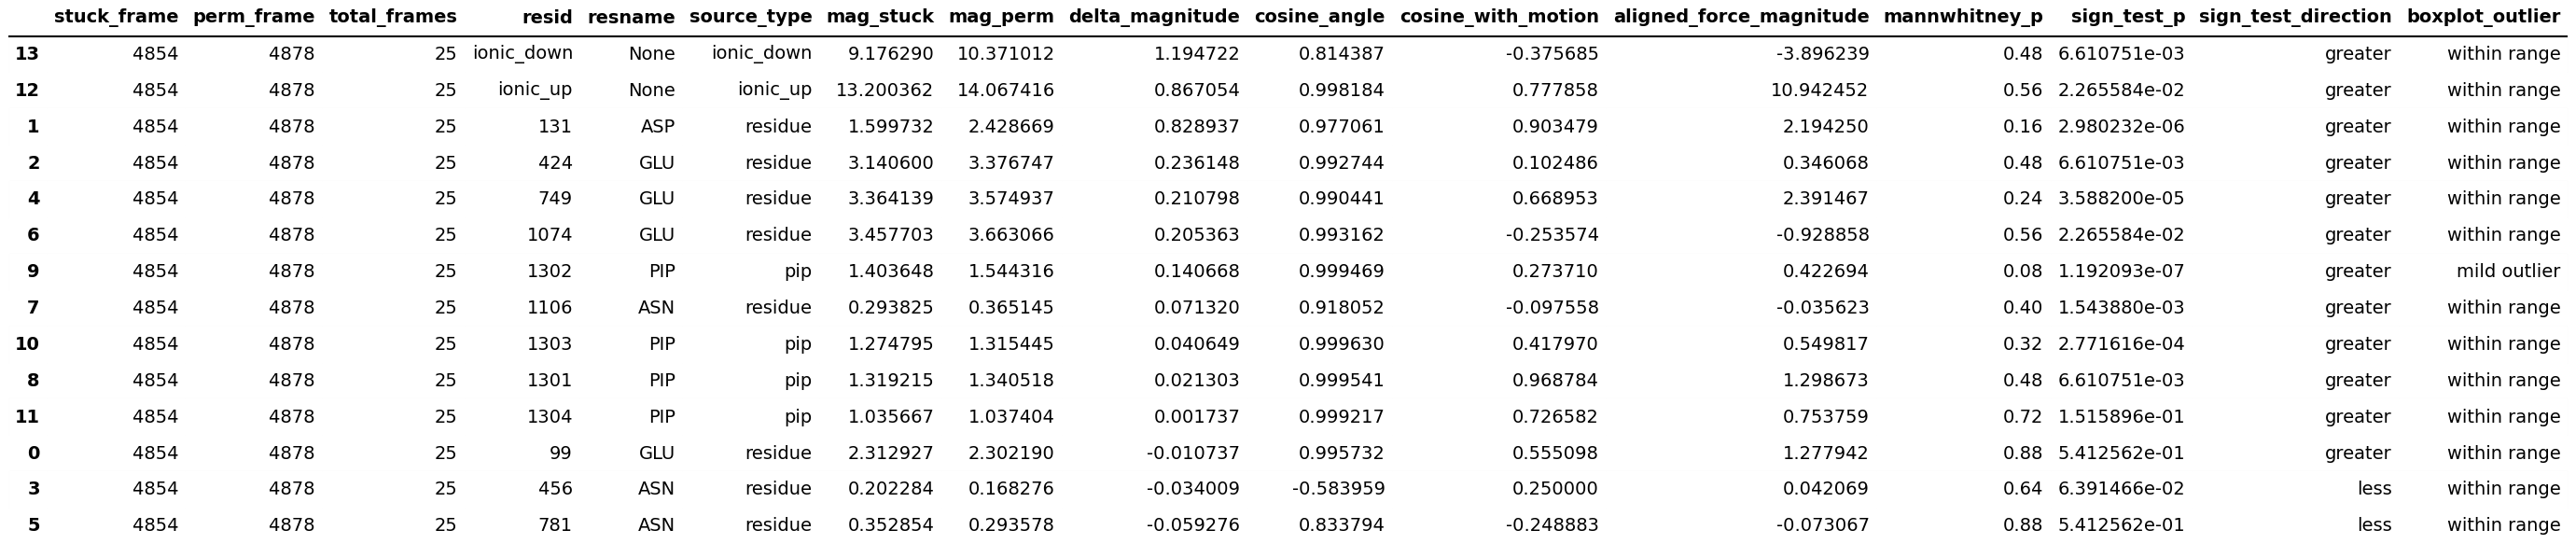 stuck_frame perm_frame total_frames resid resname source_type mag_stuck mag_perm delta_magnitude cosine_angle cosine_with_motion aligned_force_magnitude mannwhitney_p sign_test_p sign_test_direction boxplot_outlier
13 4854 4878 25 ionic_down None ionic_down 9.176290 10.371012 1.194722 0.814387 -0.375685 -3.896239 0.48 6.610751e-03 greater within range
12 4854 4878 25 ionic_up None ionic_up 13.200362 14.067416 0.867054 0.998184 0.777858 10.942452 0.56 2.265584e-02 greater within range
1 4854 4878 25 131 ASP residue 1.599732 2.428669 0.828937 0.977061 0.903479 2.194250 0.16 2.980232e-06 greater within range
2 4854 4878 25 424 GLU residue 3.140600 3.376747 0.236148 0.992744 0.102486 0.346068 0.48 6.610751e-03 greater within range
4 4854 4878 25 749 GLU residue 3.364139 3.574937 0.210798 0.990441 0.668953 2.391467 0.24 3.588200e-05 greater within range
6 4854 4878 25 1074 GLU residue 3.457703 3.663066 0.205363 0.993162 -0.253574 -0.928858 0.56 2.265584e-02 greater within range
9 4854 4878 25 1302 PIP pip 1.403648 1.544316 0.140668 0.999469 0.273710 0.422694 0.08 1.192093e-07 greater mild outlier
7 4854 4878 25 1106 ASN residue 0.293825 0.365145 0.071320 0.918052 -0.097558 -0.035623 0.40 1.543880e-03 greater within range
10 4854 4878 25 1303 PIP pip 1.274795 1.315445 0.040649 0.999630 0.417970 0.549817 0.32 2.771616e-04 greater within range
8 4854 4878 25 1301 PIP pip 1.319215 1.340518 0.021303 0.999541 0.968784 1.298673 0.48 6.610751e-03 greater within range
11 4854 4878 25 1304 PIP pip 1.035667 1.037404 0.001737 0.999217 0.726582 0.753759 0.72 1.515896e-01 greater within range
0 4854 4878 25 99 GLU residue 2.312927 2.302190 -0.010737 0.995732 0.555098 1.277942 0.88 5.412562e-01 greater within range
3 4854 4878 25 456 ASN residue 0.202284 0.168276 -0.034009 -0.583959 0.250000 0.042069 0.64 6.391466e-02 less within range
5 4854 4878 25 781 ASN residue 0.352854 0.293578 -0.059276 0.833794 -0.248883 -0.073067 0.88 5.412562e-01 less within range